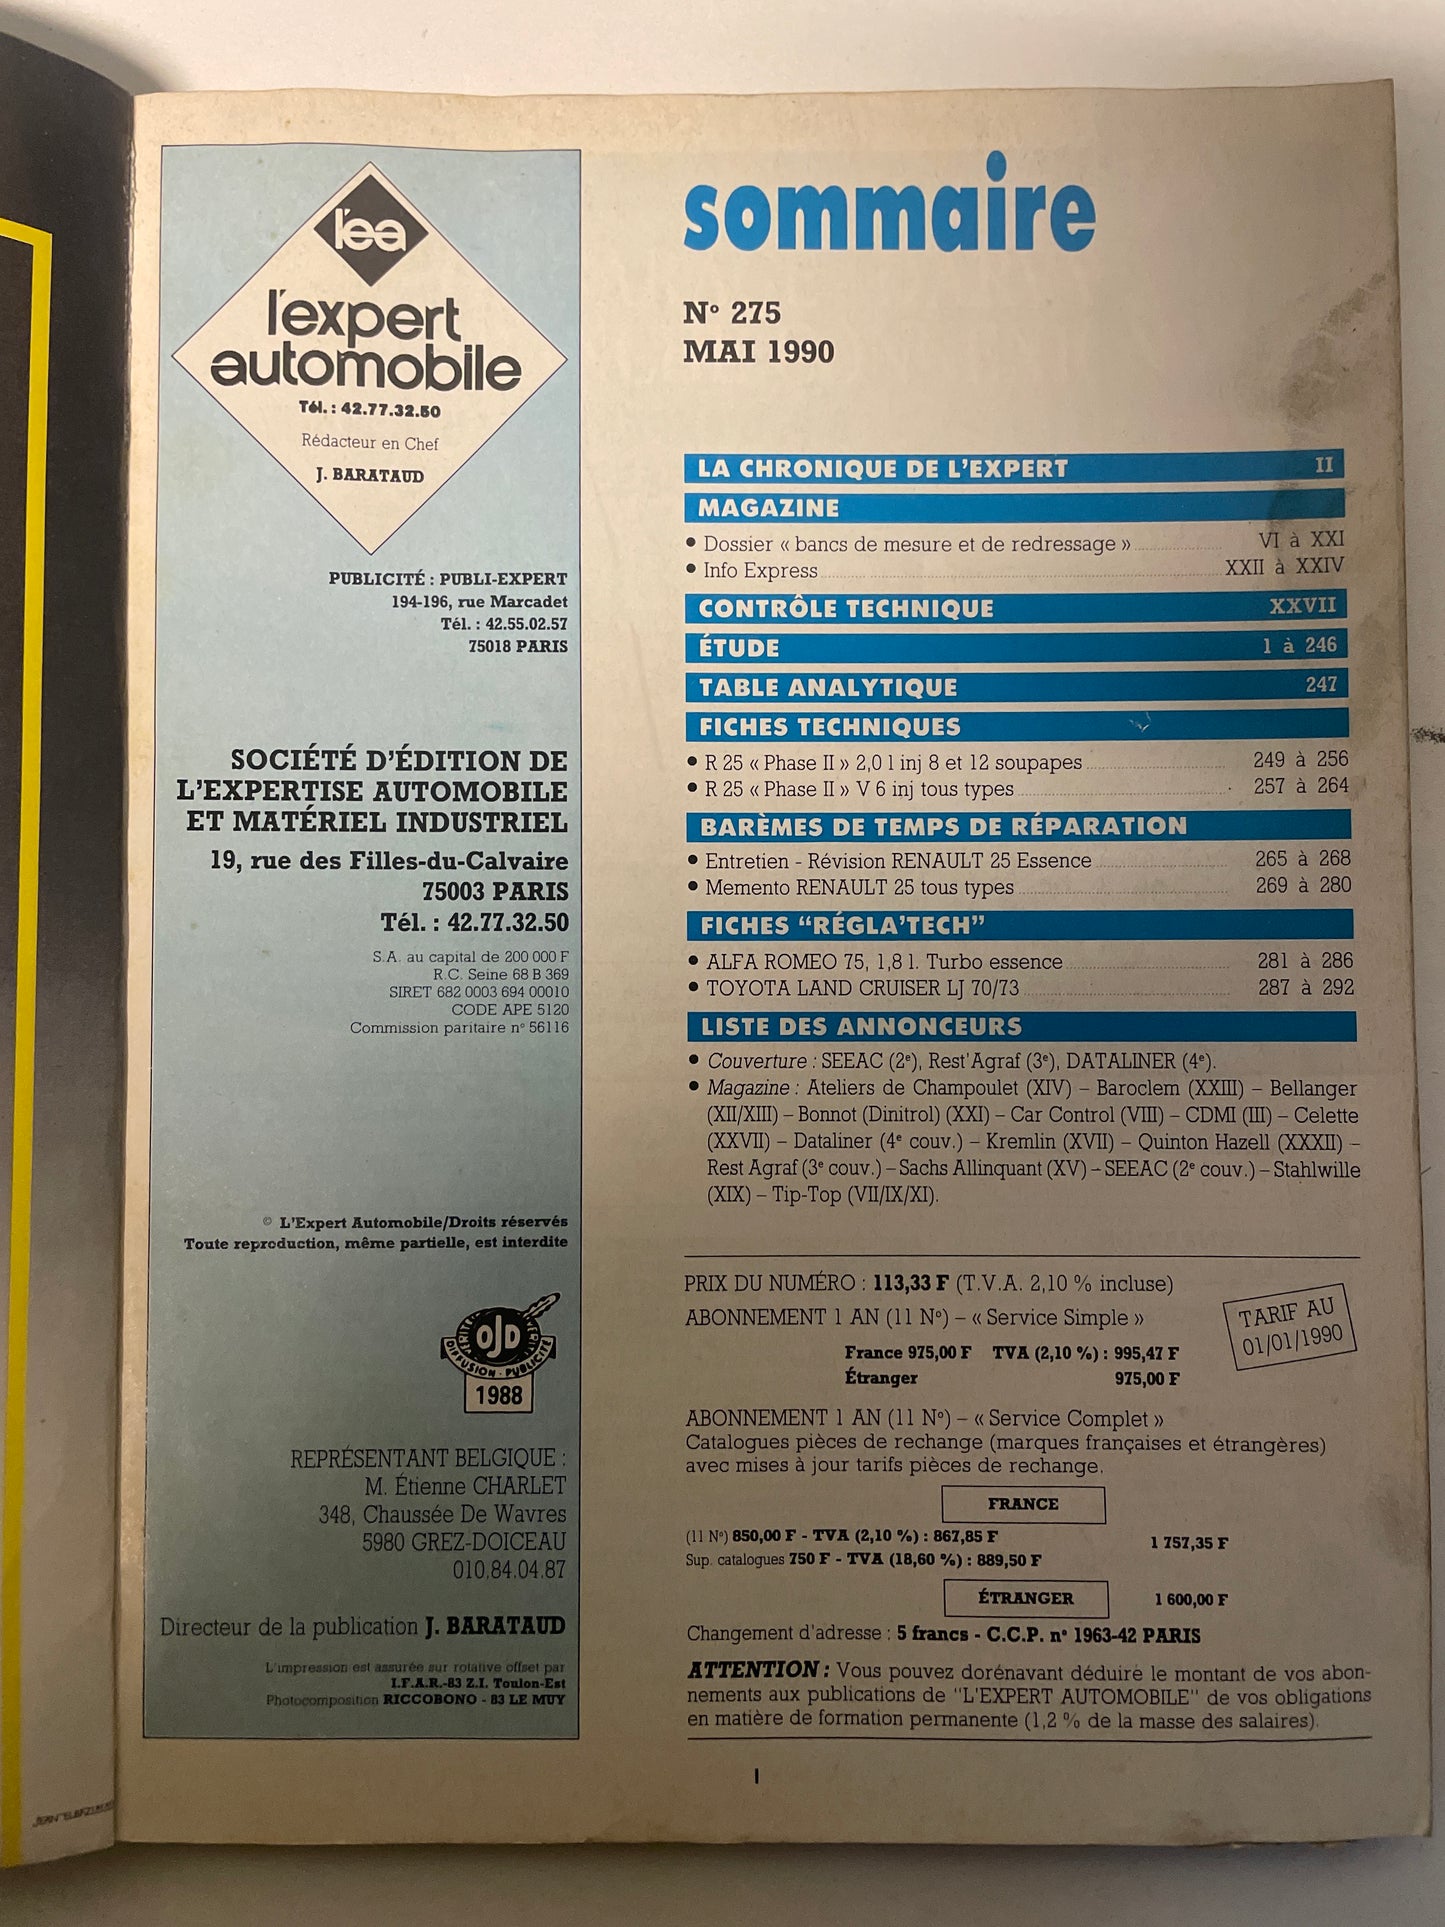 l'ea
l'expert
automobile
Tél. : 42.77.32.50
Rédacteur en Chef
J. BARATAUD
PUBLICITÉ : PUBLI-EXPERT
194-196, rue Marcadet
Tél. : 42.55.02.57
75018 PARIS
SOCIÉTÉ D'ÉDITION DE
L'EXPERTISE AUTOMOBILE
ET MATÉRIEL INDUSTRIEL
19, rue des Filles-du-Calvaire
75003 PARIS
Tél. : 42.77.32.50
S.A. au capital de 200 000 F
R.C. Seine 68 B 369
SIRET 682 0003 694 00010
CODE APE 5120
Commission paritaire n° 56116
© L'Expert Automobile/Droits réservés
Toute reproduction, même partielle, est interdite
OJD
DIFFUSION - PUBLICITÉ
1988
REPRÉSENTANT BELGIQUE :
M. Étienne CHARLET
348, Chaussée De Wavres
5980 GREZ-DOICEAU
010.84.04.87
Directeur de la publication J. BARATAUD
L'impression est assurée sur rotative offset par
I.F.A.R.-83 Z.I. Toulon-Est
Photocomposition RICCOBONO - 83 LE MUY
sommaire
N° 275
MAI 1990
LA CHRONIQUE DE L'EXPERT II
MAGAZINE
• Dossier « bancs de mesure et de redressage » VI à XXI
• Info Express XXII à XXIV
CONTRÔLE TECHNIQUE XXVII
ÉTUDE 1 à 246
TABLE ANALYTIQUE 247
FICHES TECHNIQUES
• R 25 « Phase II » 2,0 l inj 8 et 12 soupapes 249 à 256
• R 25 « Phase II » V 6 inj tous types 257 à 264
BARÈMES DE TEMPS DE RÉPARATION
• Entretien - Révision RENAULT 25 Essence 265 à 268
• Memento RENAULT 25 tous types 269 à 280
FICHES “RÉGLA'TECH”
• ALFA ROMEO 75, 1,8 l. Turbo essence 281 à 286
• TOYOTA LAND CRUISER LJ 70/73 287 à 292
LISTE DES ANNONCEURS
• Couverture : SEEAC (2e), Rest'Agraf (3e), DATALINER (4e).
• Magazine : Ateliers de Champoulet (XIV) – Baroclem (XXIII) – Bellanger
(XII/XIII) – Bonnot (Dinitrol) (XXI) – Car Control (VIII) – CDMI (III) – Celette
(XXVII) – Dataliner (4e couv.) – Kremlin (XVII) – Quinton Hazell (XXXII) –
Rest Agraf (3e couv.) – Sachs Allinquant (XV) – SEEAC (2e couv.) – Stahlwille
(XIX) – Tip-Top (VII/IX/XI).
PRIX DU NUMÉRO : 113,33 F (T.V.A. 2,10 % incluse)
ABONNEMENT 1 AN (11 N°) – « Service Simple »
TARIF AU
01/01/1990
France 975,00 F TVA (2,10 %) : 995,47 F
Étranger 975,00 F
ABONNEMENT 1 AN (11 N°) – « Service Complet »
Catalogues pièces de rechange (marques françaises et étrangères)
avec mises à jour tarifs pièces de rechange.
FRANCE
(11 N°) 850,00 F - TVA (2,10 %) : 867,85 F
1 757,35 F
Sup. catalogues 750 F - TVA (18,60 %) : 889,50 F
ÉTRANGER 1 600,00 F
Changement d'adresse : 5 francs - C.C.P. n° 1963-42 PARIS
ATTENTION : Vous pouvez dorénavant déduire le montant de vos abon-
nements aux publications de "L'EXPERT AUTOMOBILE" de vos obligations
en matière de formation permanente (1,2 % de la masse des salaires).
I